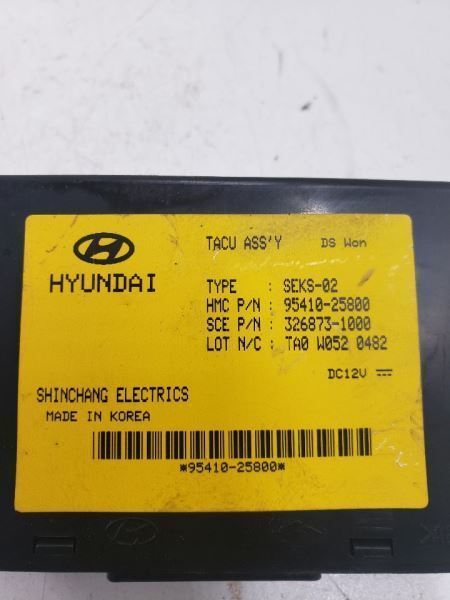 TACU ASS'Y DS Won
HYUNDAI
TYPE : SEKS-02
HMC P/N : 95410-25800
SCE P/N : 326873-1000
LOT N/C : TA0 W052 0482
DC12V
SHINCHANG ELECTRICS
MADE IN KOREA
*95410-25800*